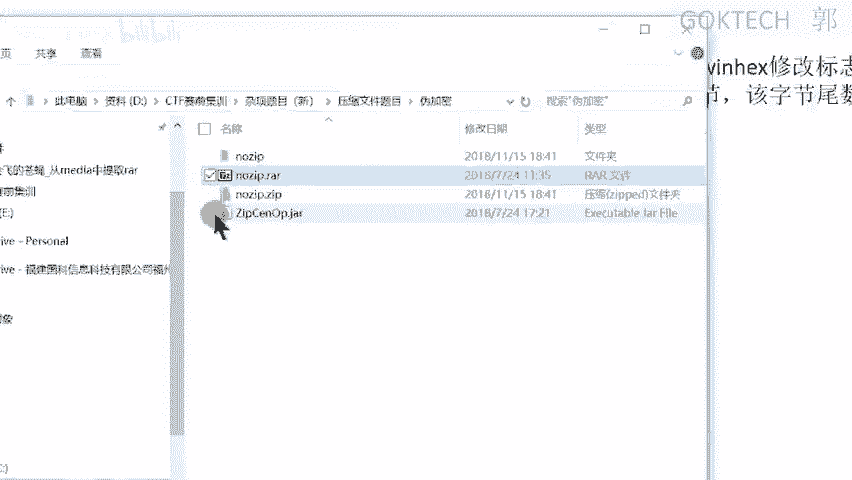 GOKTECH 郭
bilibili
页 共享 查看
winhex修改标志
节，该字节尾数
此电脑 > 资料 (D:) > CTF赛前集训 > 杂项题目（新） > 压缩文件题目 > 伪加密
搜索"伪加密"
名称 修改日期 类型
nozip 2018/11/15 18:41 文件夹
飞的苍蝇_从media中提取rar
nozip.rar 2018/7/24 11:35 RAR 文件
前集训
nozip.zip 2018/11/15 18:41 压缩(zipped)文件夹
(E:)
ZipCenOp.jar 2018/7/24 17:21 Executable Jar File
ive - Personal
ive - 福建国科信息科技有限公司福州
象
:)